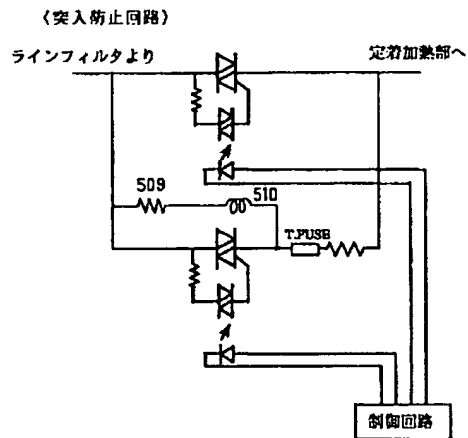 〈突入防止回路〉
ラインフィルタより
定着加熱部へ
509
510
T.FUSE
制御回路